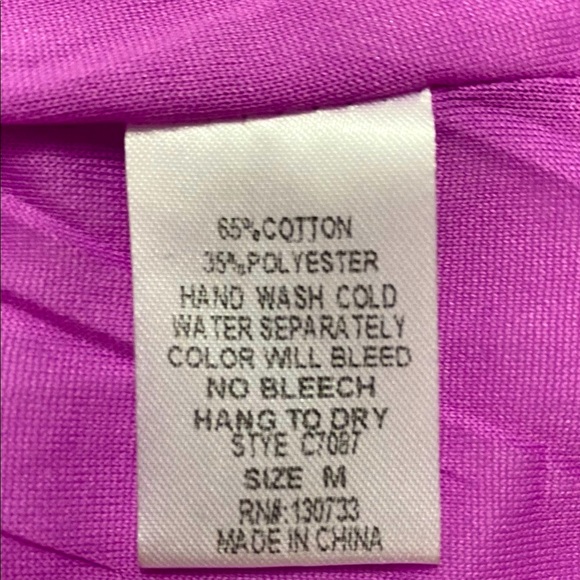 65%COTTON
35%POLYESTER
HAND WASH COLD
WATER SEPARATELY
COLOR WILL BLEED
NO BLEECH
HANG TO DRY
STYE C7087
SIZE M
RN#:130733
MADE IN CHINA